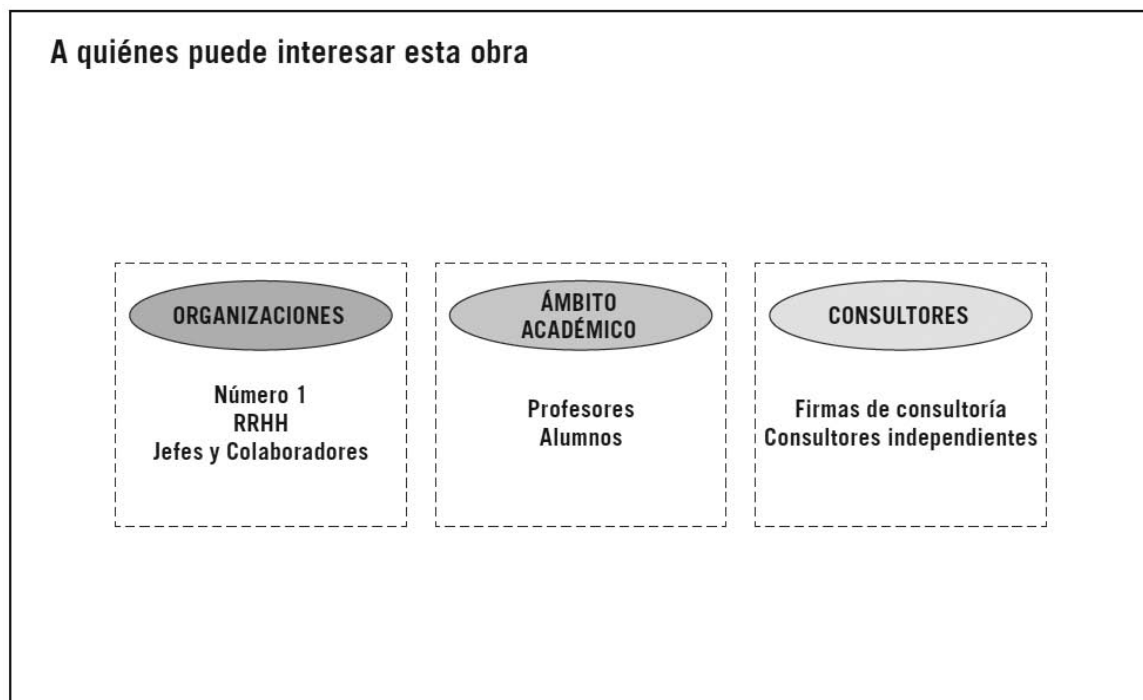 A quiénes puede interesar esta obra
ORGANIZACIONES
Número 1
RRHH
Jefes y Colaboradores
ÁMBITO
ACADÉMICO
Profesores
Alumnos
CONSULTORES
Firmas de consultoría
Consultores independientes